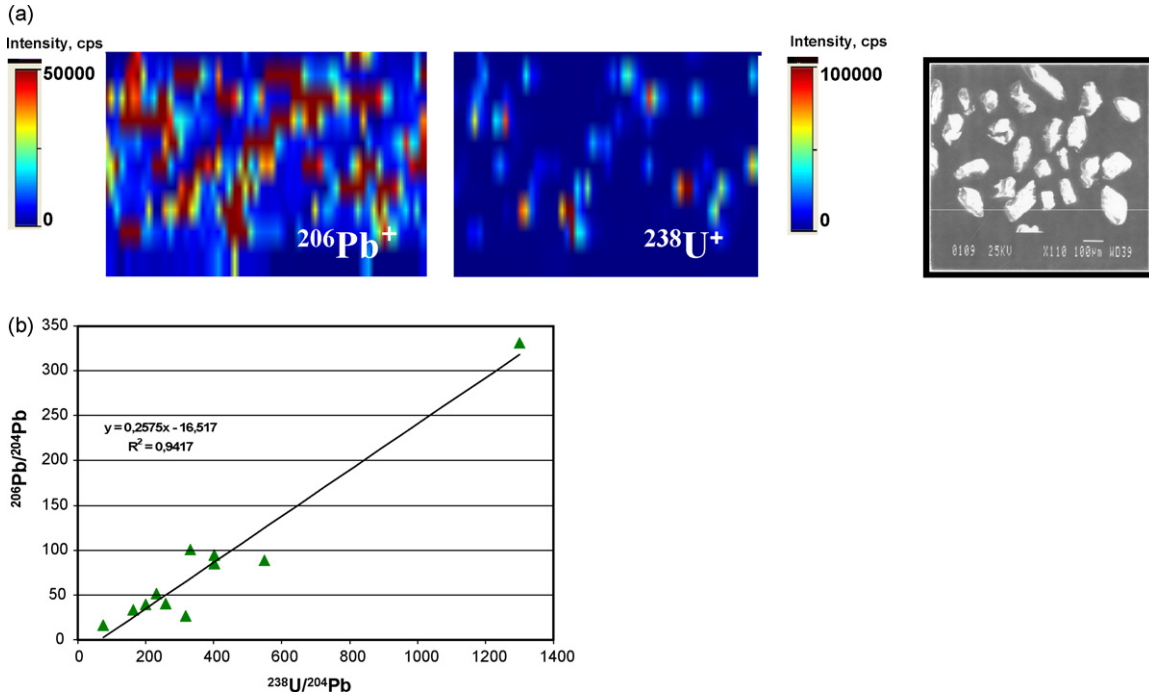 (a)
Intensity, cps
50000
0
²⁰⁶Pb⁺
²³⁸U⁺
Intensity, cps
100000
0
0109 25KV X110 100µm WD39
(b)
350
300
250
200
150
100
50
0
y = 0,2575x - 16,517
R² = 0,9417
²⁰⁶Pb/²⁰⁴Pb
0 200 400 600 800 1000 1200 1400
²³⁸U/²⁰⁴Pb